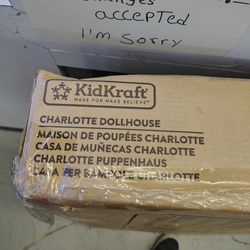 accepted
I'm sorry
KidKraft
MADE FOR MAKE BELIEVE™
CHARLOTTE DOLLHOUSE
MAISON DE POUPÉES CHARLOTTE
CASA DE MUÑECAS CHARLOTTE
CHARLOTTE PUPPENHAUS
CASA PER BAMBOLE CHARLOTTE